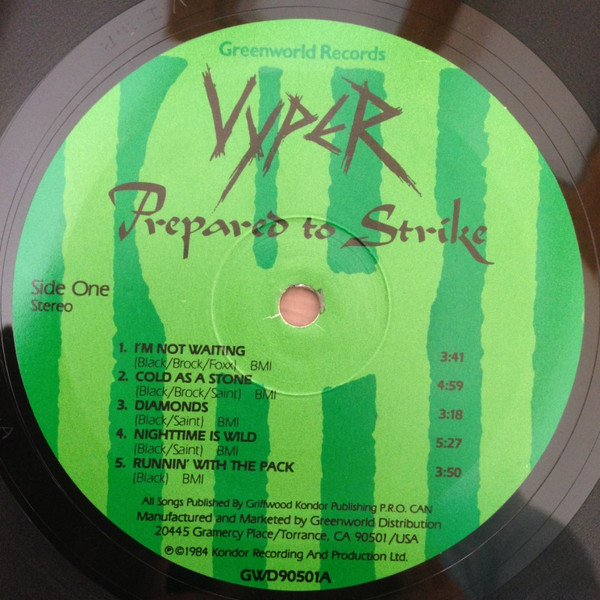 Greenworld Records
VYPER
Prepared to Strike
Side One
Stereo
1. I'M NOT WAITING 3:41
(Black/Brock/Foxx) BMI
2. COLD AS A STONE 4:59
(Black/Brock/Saint) BMI
3. DIAMONDS 3:18
(Black/Saint) BMI
4. NIGHTTIME IS WILD 5:27
(Black/Saint) BMI
5. RUNNIN' WITH THE PACK 3:50
(Black) BMI
All Songs Published By Griffwood Kondor Publishing P.R.O. CAN
Manufactured and Marketed by Greenworld Distribution
20445 Gramercy Place/Torrance, CA 90501/USA
℗©1984 Kondor Recording And Production Ltd.
GWD90501A